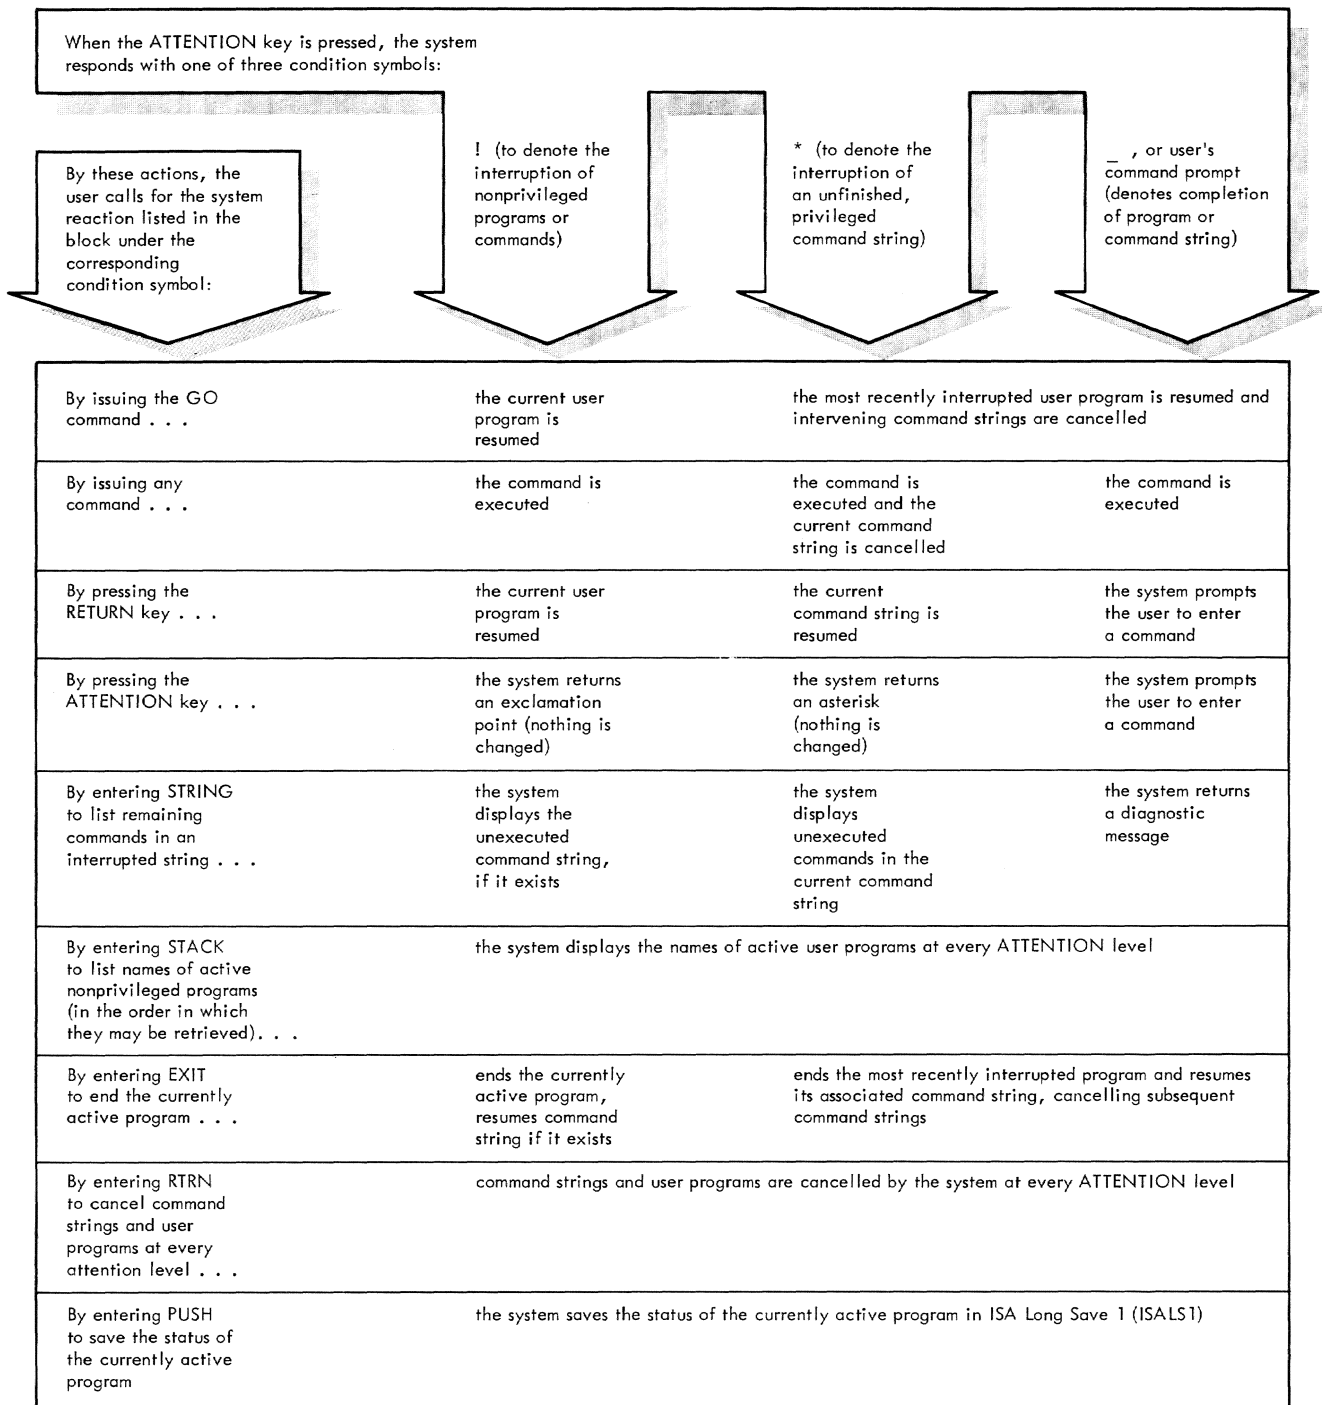 When the ATTENTION key is pressed, the system
responds with one of three condition symbols:
By these actions, the
user calls for the system
reaction listed in the
block under the
corresponding
condition symbol:
! (to denote the
interruption of
nonprivileged
programs or
commands)
* (to denote the
interruption of
an unfinished,
privileged
command string)
_ , or user's
command prompt
(denotes completion
of program or
command string)
By issuing the GO
command . . .
the current user
program is
resumed
the most recently interrupted user program is resumed and
intervening command strings are cancelled
By issuing any
command . . .
the command is
executed
the command is
executed and the
current command
string is cancelled
the command is
executed
By pressing the
RETURN key . . .
the current user
program is
resumed
the current
command string is
resumed
the system prompts
the user to enter
a command
By pressing the
ATTENTION key . . .
the system returns
an exclamation
point (nothing is
changed)
the system returns
an asterisk
(nothing is
changed)
the system prompts
the user to enter
a command
By entering STRING
to list remaining
commands in an
interrupted string . . .
the system
displays the
unexecuted
command string,
if it exists
the system
displays
unexecuted
commands in the
current command
string
the system returns
a diagnostic
message
By entering STACK
to list names of active
nonprivileged programs
(in the order in which
they may be retrieved). . .
the system displays the names of active user programs at every ATTENTION level
By entering EXIT
to end the currently
active program . . .
ends the currently
active program,
resumes command
string if it exists
ends the most recently interrupted program and resumes
its associated command string, cancelling subsequent
command strings
By entering RTRN
to cancel command
strings and user
programs at every
attention level . . .
command strings and user programs are cancelled by the system at every ATTENTION level
By entering PUSH
to save the status of
the currently active
program
the system saves the status of the currently active program in ISA Long Save 1 (ISALS1)